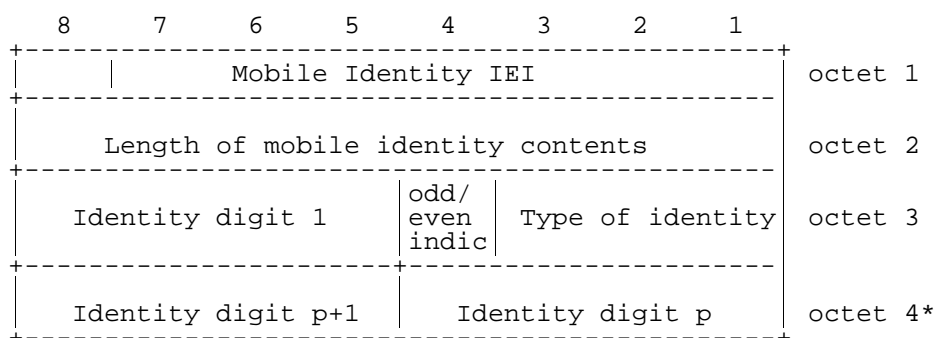 8 7 6 5 4 3 2 1
Mobile Identity IEI octet 1
Length of mobile identity contents octet 2
odd/
Identity digit 1 even Type of identity octet 3
indic
Identity digit p+1 Identity digit p octet 4*